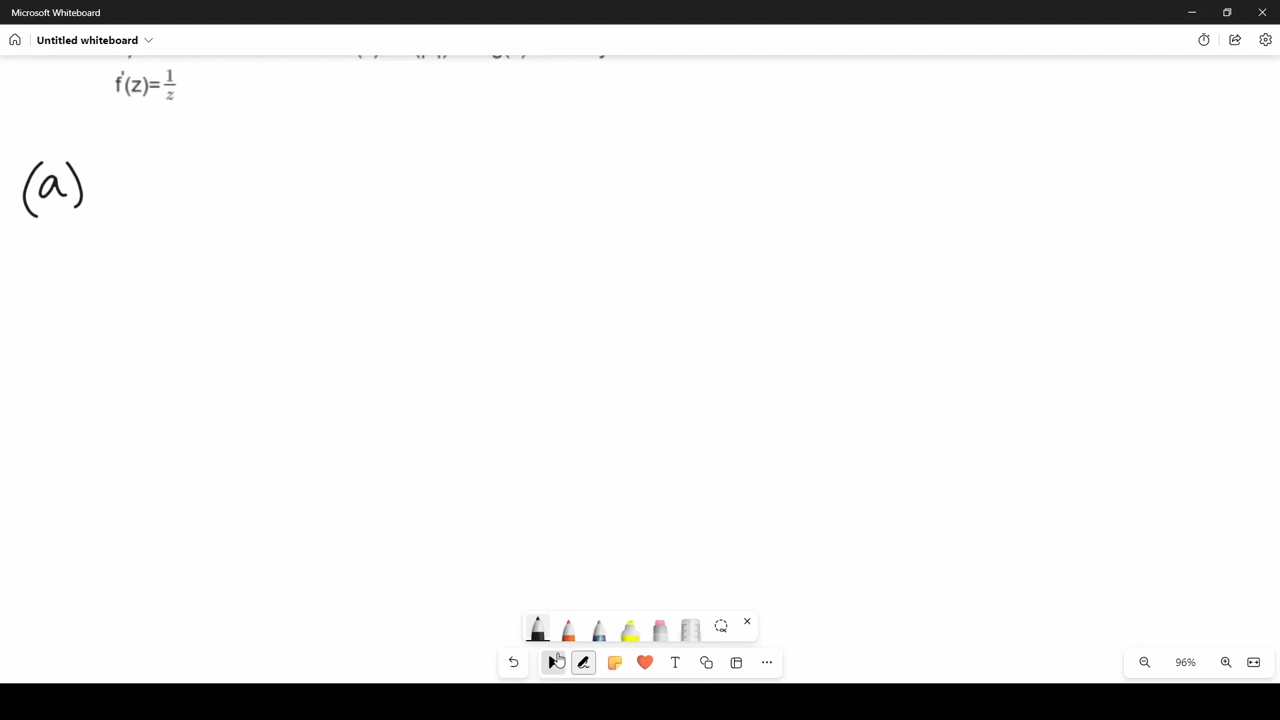 Microsoft Whiteboard
Untitled whiteboard
f'(z)=1/z
(a)
T
96%